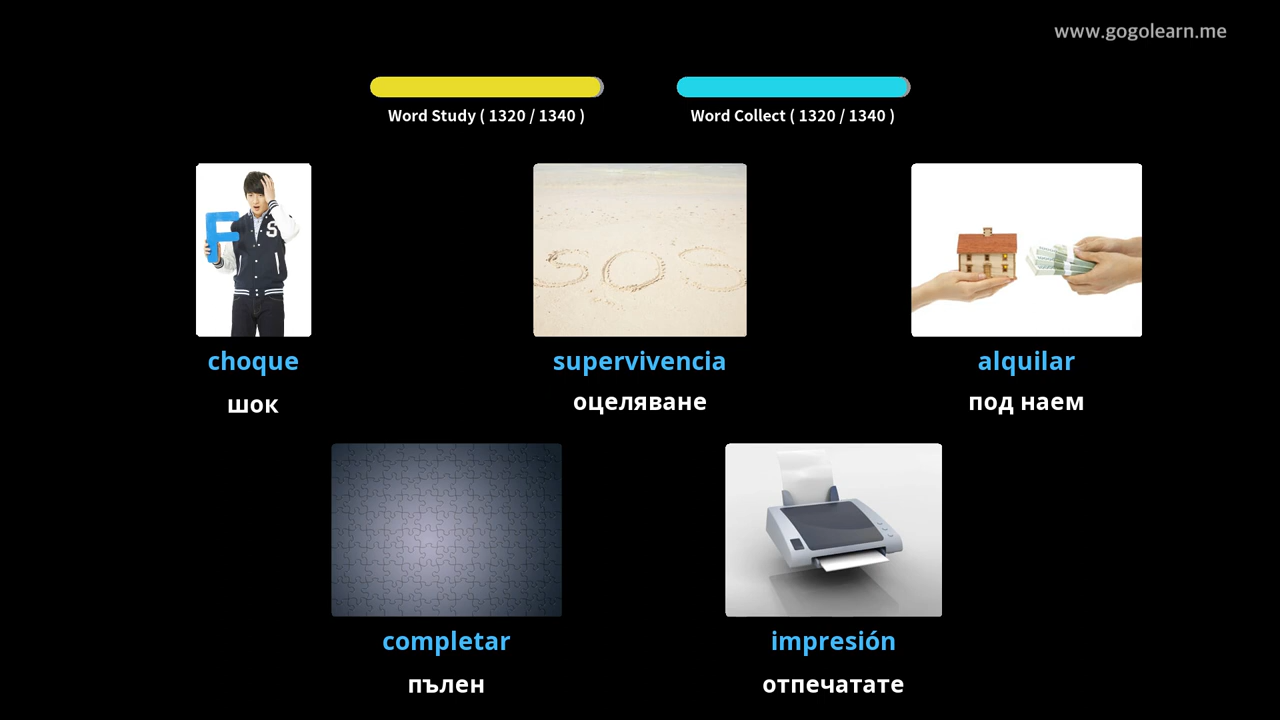 www.gogolearn.me
Word Study ( 1320 / 1340 )
Word Collect ( 1320 / 1340 )
F
S
SOS
choque
supervivencia
alquilar
шок
оцеляване
под наем
completar
impresión
пълен
отпечатате